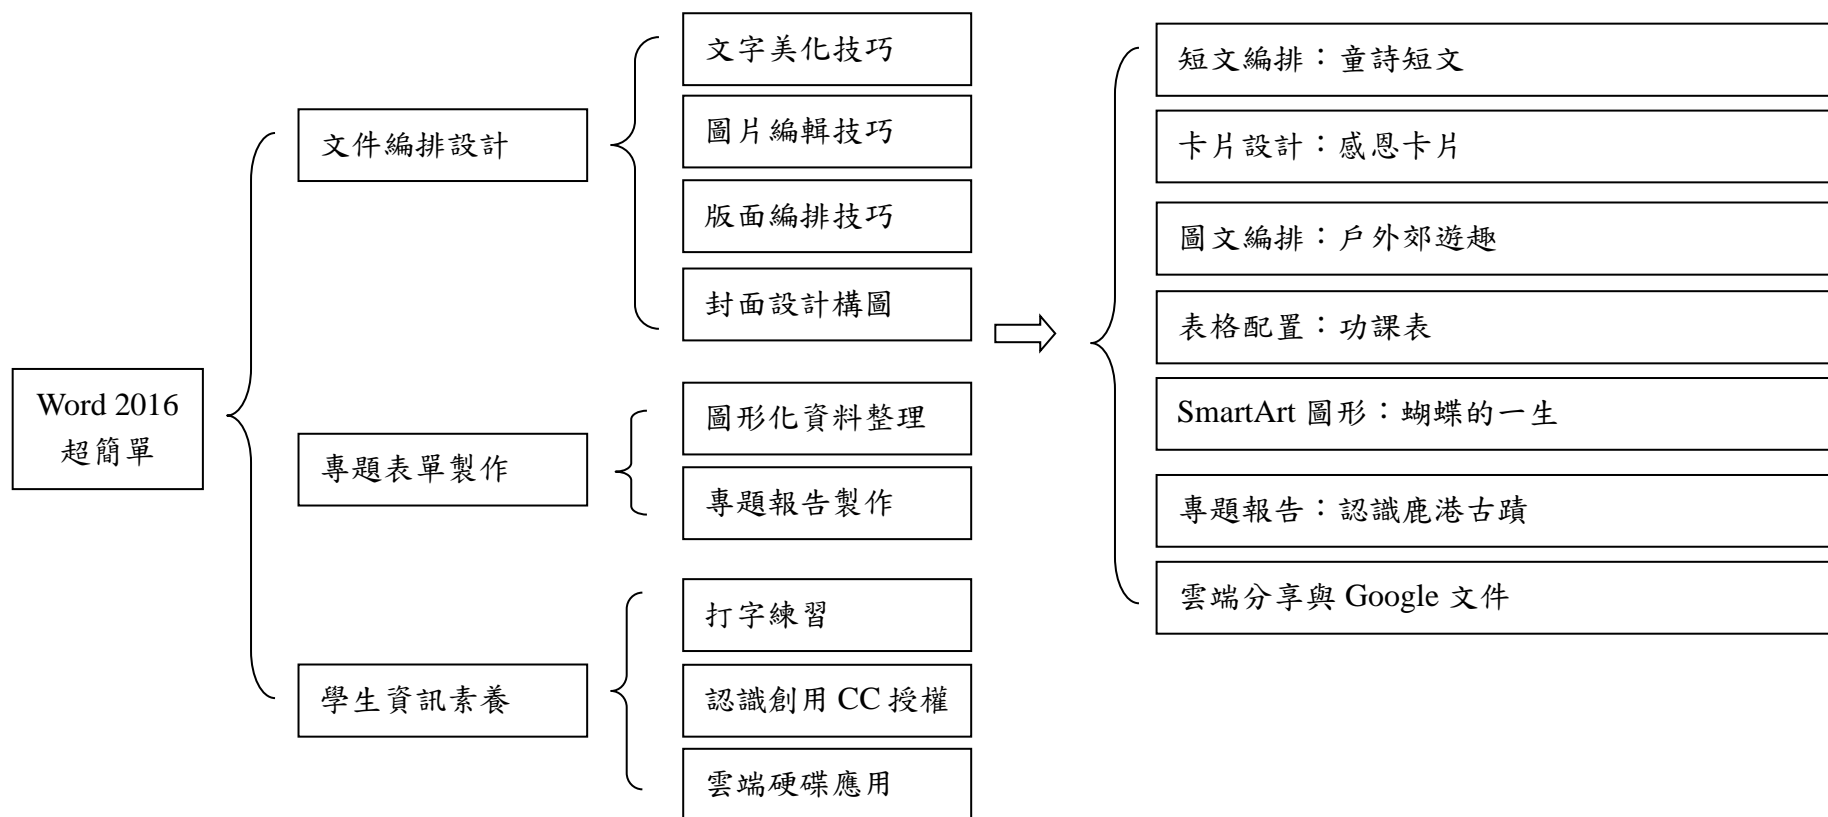 Word 2016
超簡單
文件編排設計
文字美化技巧
圖片編輯技巧
版面編排技巧
封面設計構圖
專題表單製作
圖形化資料整理
專題報告製作
學生資訊素養
打字練習
認識創用 CC 授權
雲端硬碟應用
短文編排：童詩短文
卡片設計：感恩卡片
圖文編排：戶外郊遊趣
表格配置：功課表
SmartArt 圖形：蝴蝶的一生
專題報告：認識鹿港古蹟
雲端分享與 Google 文件